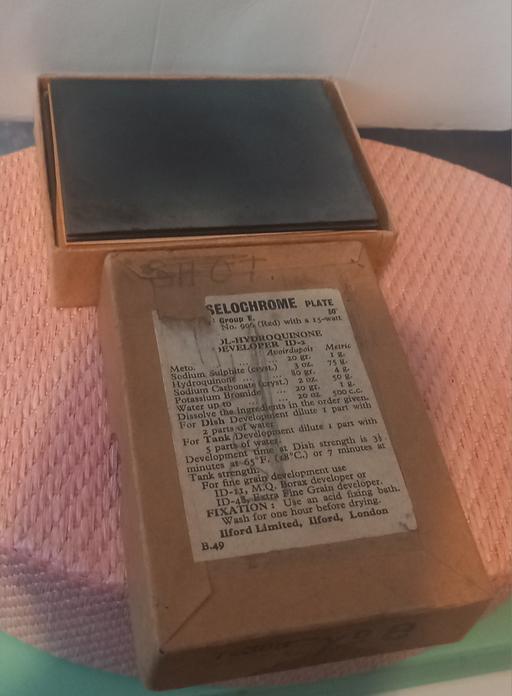 SHOT
SELOCHROME PLATE
Group E. 10'
No. 906 (Red) with a 15-watt
OL-HYDROQUINONE
DEVELOPER ID-2
Avoirdupois Metric
Metol ... ... 20 gr. 1 g.
Sodium Sulphite (cryst.) 3 oz. 75 g.
Hydroquinone ... ... 80 gr. 4 g.
Sodium Carbonate (cryst.) 2 oz. 50 g.
Potassium Bromide ... 20 gr. 1 g.
Water up to ... ... 20 oz. 500 c.c.
Dissolve the ingredients in the order given.
For Dish Development dilute 1 part with
2 parts of water.
For Tank Development dilute 1 part with
5 parts of water.
Development time at Dish strength is 3½
minutes at 65°F. (18°C.) or 7 minutes at
Tank strength.
For fine grain development use
ID-11, M.Q. Borax developer or
ID-48, Extra Fine Grain developer.
FIXATION: Use an acid fixing bath.
Wash for one hour before drying.
Ilford Limited, Ilford, London
B.49